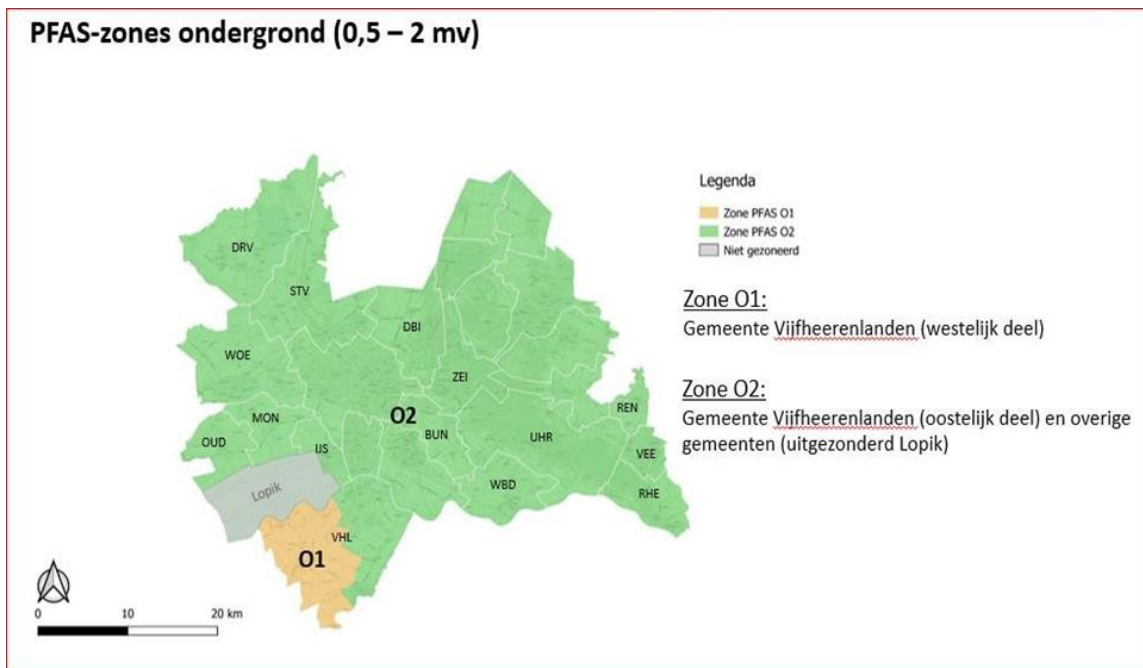 PFAS-zones ondergrond (0,5 – 2 mv)
Legenda
Zone PFAS O1
Zone PFAS O2
Niet gezoneerd
Zone O1:
Gemeente Vijfheerenlanden (westelijk deel)
Zone O2:
Gemeente Vijfheerenlanden (oostelijk deel) en overige
gemeenten (uitgezonderd Lopik)
DRV
STV
DBI
WOE
ZEI
MON
O2
REN
OUD
IJS
BUN
UHR
VEE
Lopik
WBD
RHE
VHL
O1
0 10 20 km